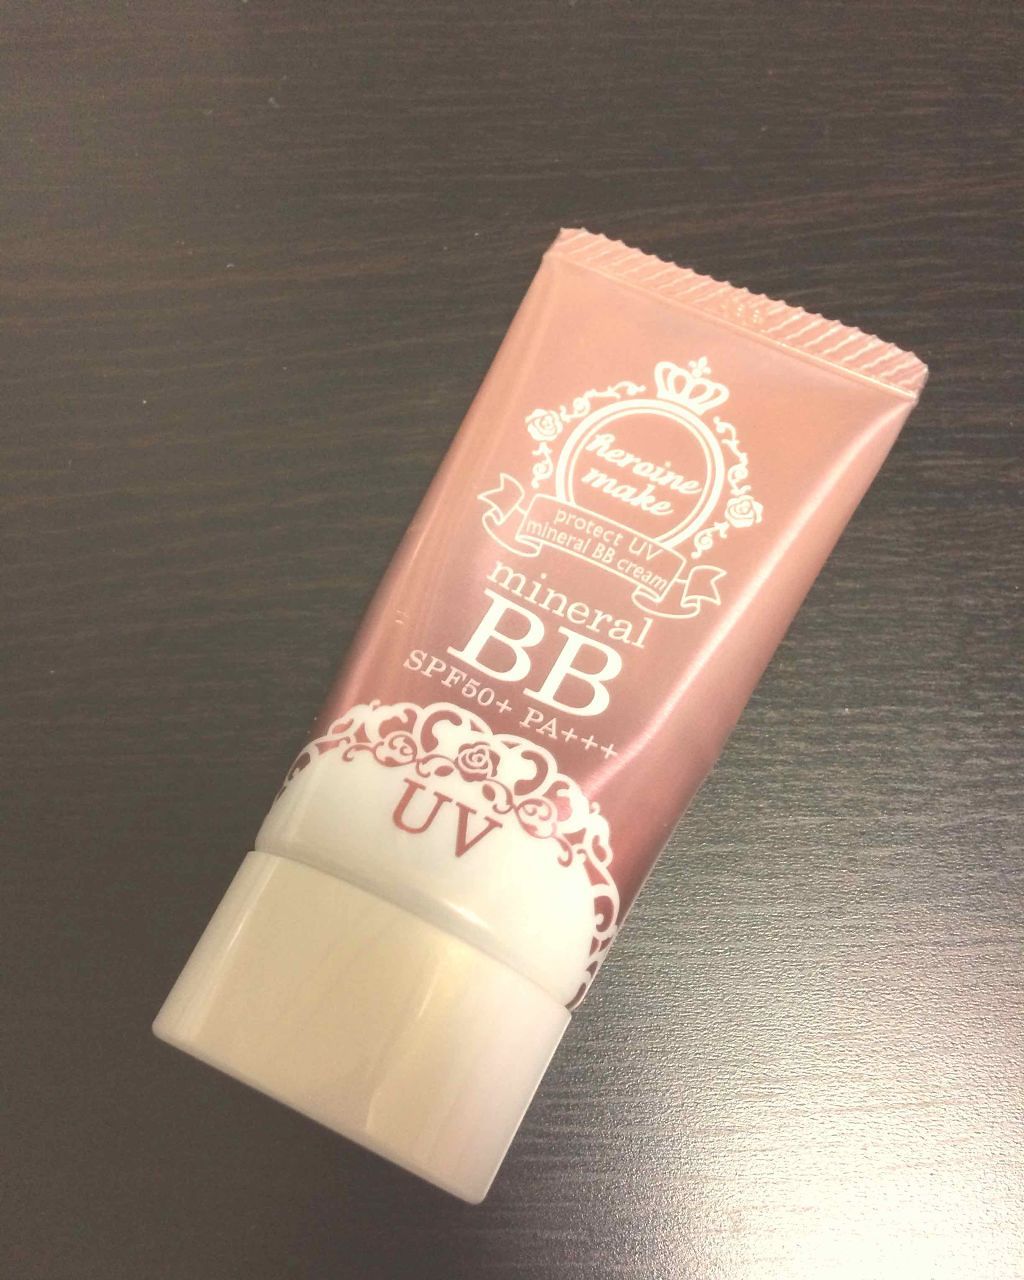 heroine
make
protect UV
mineral BB cream
mineral
BB
SPF50+ PA+++
UV